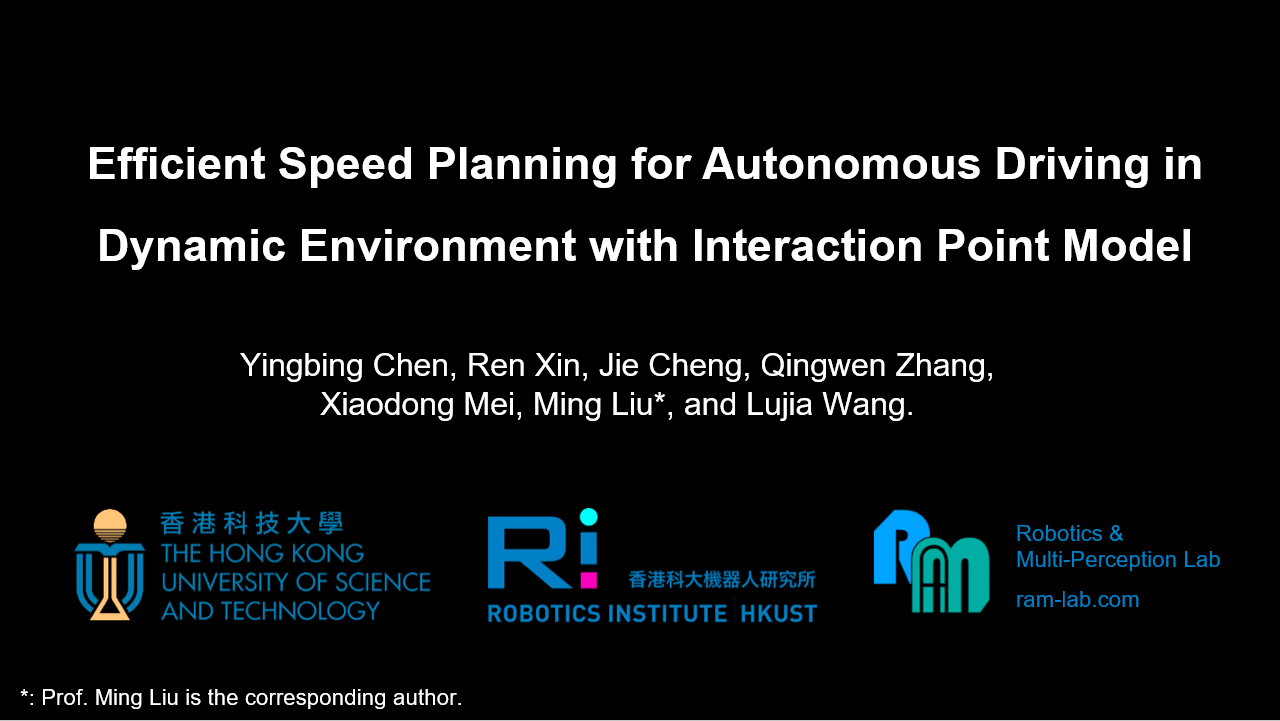 Efficient Speed Planning for Autonomous Driving in
Dynamic Environment with Interaction Point Model
Yingbing Chen, Ren Xin, Jie Cheng, Qingwen Zhang,
Xiaodong Mei, Ming Liu*, and Lujia Wang.
香港科技大學
THE HONG KONG
UNIVERSITY OF SCIENCE
AND TECHNOLOGY
Ri
香港科大機器人研究所
ROBOTICS INSTITUTE | HKUST
RAM
Robotics &
Multi-Perception Lab
ram-lab.com
*: Prof. Ming Liu is the corresponding author.